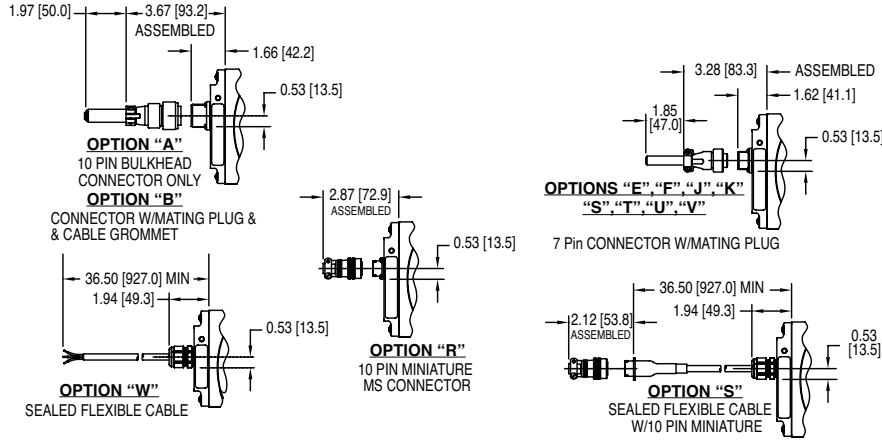 1.97 [50.0]
3.67 [93.2]
ASSEMBLED
1.66 [42.2]
0.53 [13.5]
OPTION “A”
10 PIN BULKHEAD
CONNECTOR ONLY
OPTION “B”
CONNECTOR W/MATING PLUG &
& CABLE GROMMET
3.28 [83.3]
ASSEMBLED
1.62 [41.1]
1.85
[47.0]
0.53 [13.5]
OPTIONS “E”,“F”,“J”,“K”
“S”,“T”,“U”,“V”
7 Pin CONNECTOR W/MATING PLUG
2.87 [72.9]
ASSEMBLED
0.53 [13.5]
OPTION “R”
10 PIN MINIATURE
MS CONNECTOR
36.50 [927.0] MIN
1.94 [49.3]
0.53 [13.5]
OPTION “W”
SEALED FLEXIBLE CABLE
36.50 [927.0] MIN
2.12 [53.8]
ASSEMBLED
1.94 [49.3]
0.53
[13.5]
OPTION “S”
SEALED FLEXIBLE CABLE
W/10 PIN MINIATURE